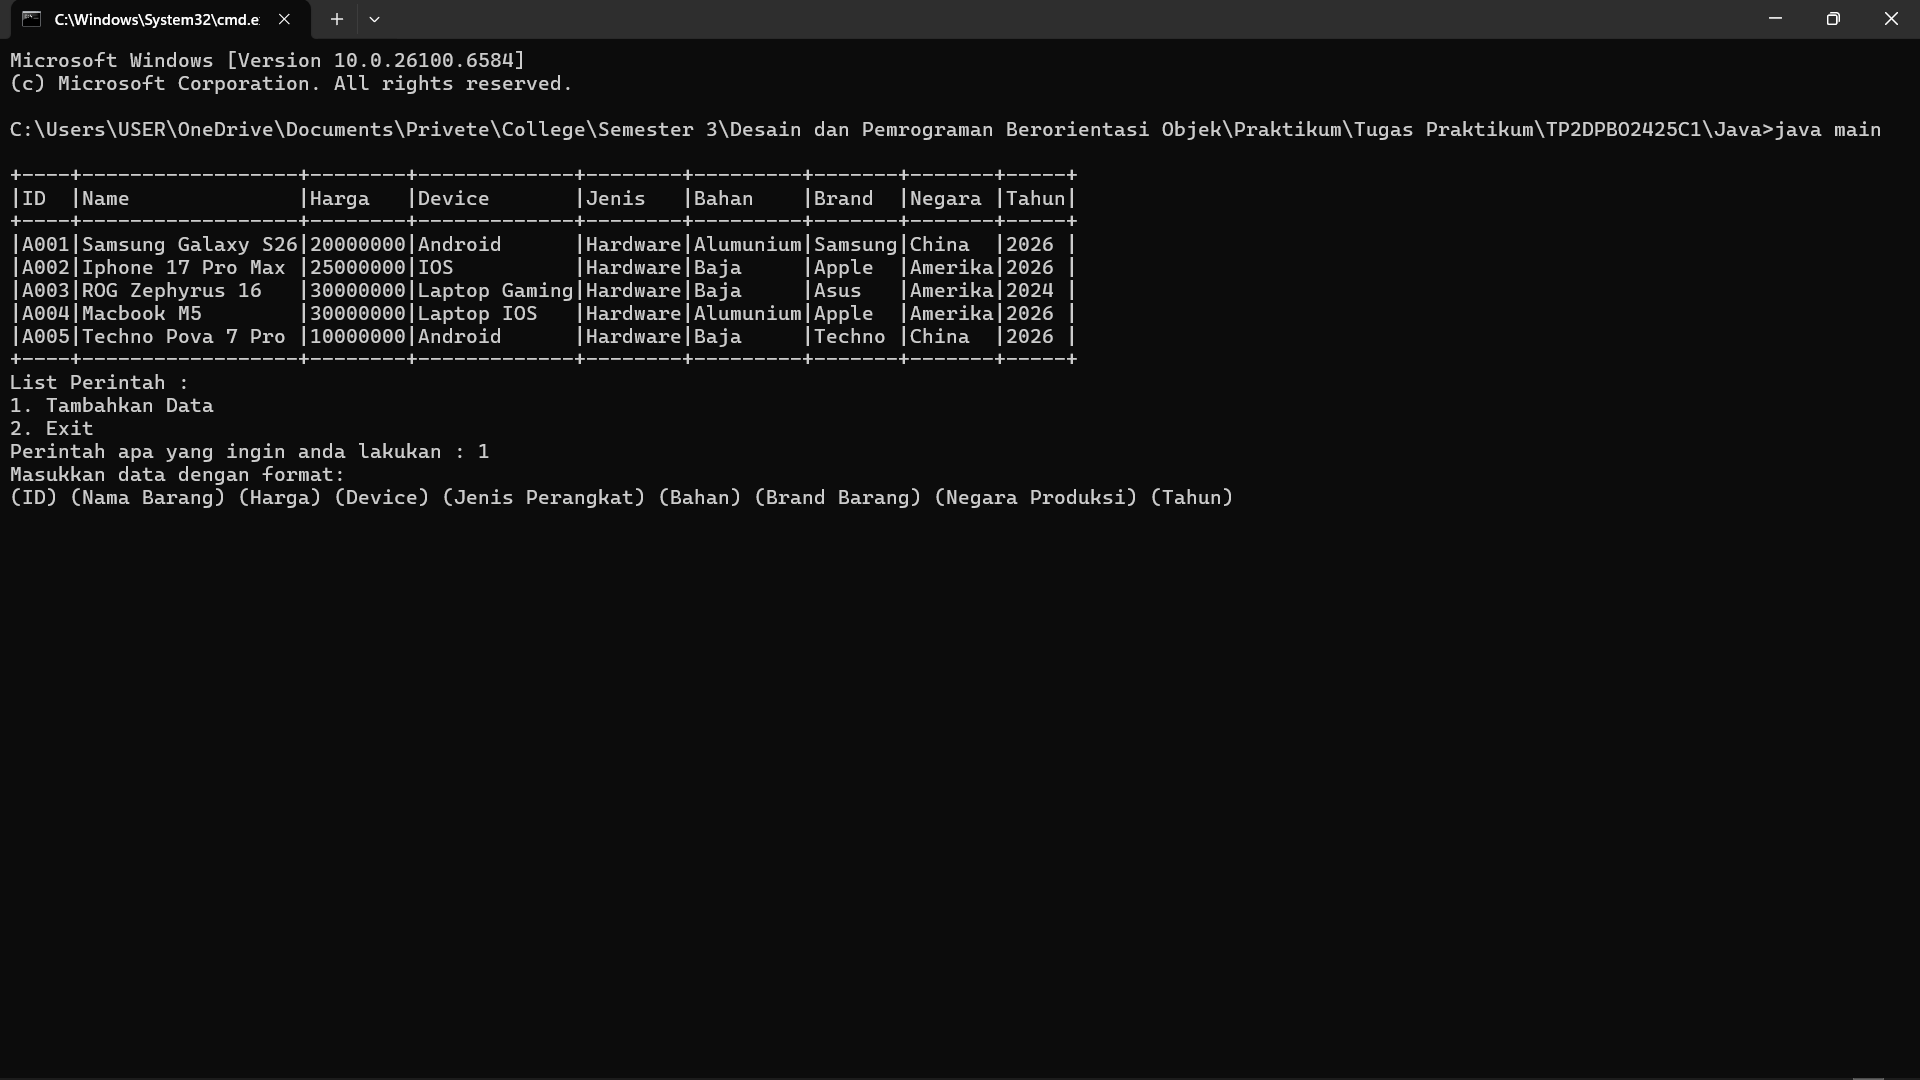 C:\Windows\System32\cmd.e
Microsoft Windows [Version 10.0.26100.6584]
(c) Microsoft Corporation. All rights reserved.
C:\Users\USER\OneDrive\Documents\Privete\College\Semester 3\Desain dan Pemrograman Berorientasi Objek\Praktikum\Tugas Praktikum\TP2DPBO2425C1\Java>java main
+----+------------------+--------+-------------+--------+---------+-------+-------+-----+
|ID  |Name              |Harga   |Device       |Jenis   |Bahan    |Brand  |Negara |Tahun|
+----+------------------+--------+-------------+--------+---------+-------+-------+-----+
|A001|Samsung Galaxy S26|20000000|Android      |Hardware|Alumunium|Samsung|China  |2026 |
|A002|Iphone 17 Pro Max |25000000|IOS          |Hardware|Baja     |Apple  |Amerika|2026 |
|A003|ROG Zephyrus 16   |30000000|Laptop Gaming|Hardware|Baja     |Asus   |Amerika|2024 |
|A004|Macbook M5        |30000000|Laptop IOS   |Hardware|Alumunium|Apple  |Amerika|2026 |
|A005|Techno Pova 7 Pro |10000000|Android      |Hardware|Baja     |Techno |China  |2026 |
+----+------------------+--------+-------------+--------+---------+-------+-------+-----+
List Perintah :
1. Tambahkan Data
2. Exit
Perintah apa yang ingin anda lakukan : 1
Masukkan data dengan format:
(ID) (Nama Barang) (Harga) (Device) (Jenis Perangkat) (Bahan) (Brand Barang) (Negara Produksi) (Tahun)